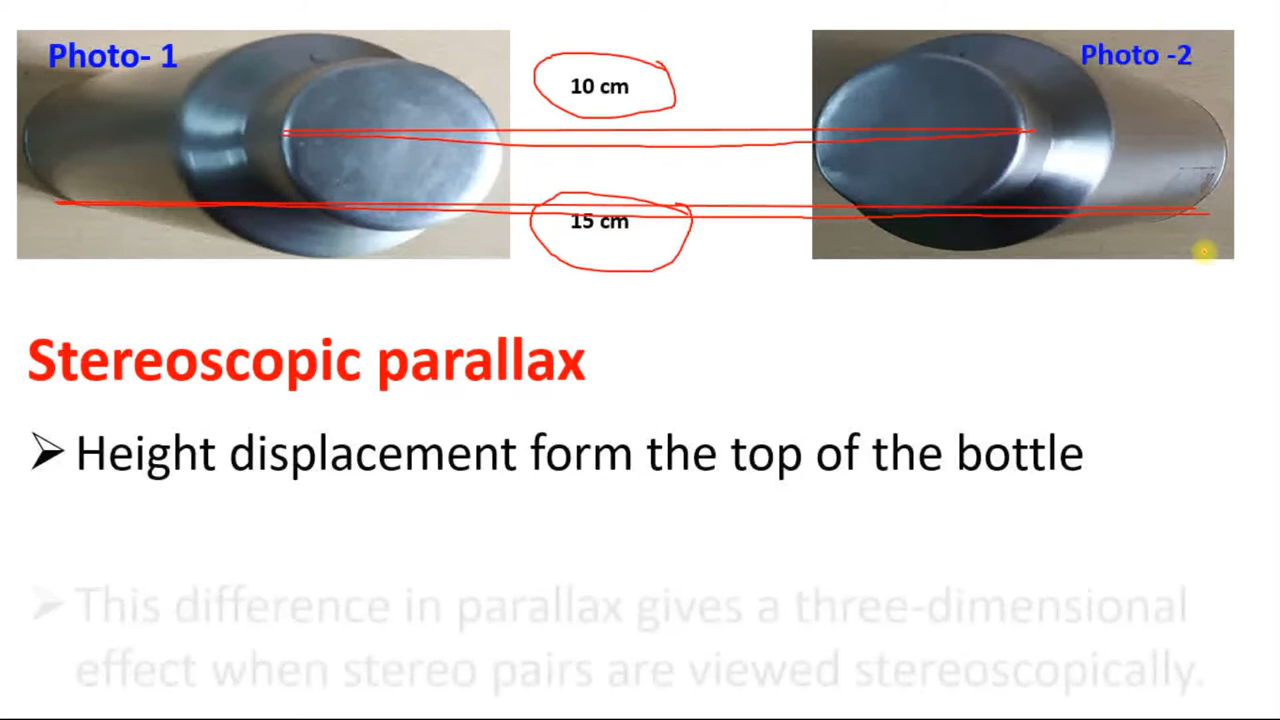 Photo- 1
Photo -2
10 cm
15 cm
Stereoscopic parallax
➢ Height displacement form the top of the bottle
➢ This difference in parallax gives a three-dimensional
effect when stereo pairs are viewed stereoscopically.